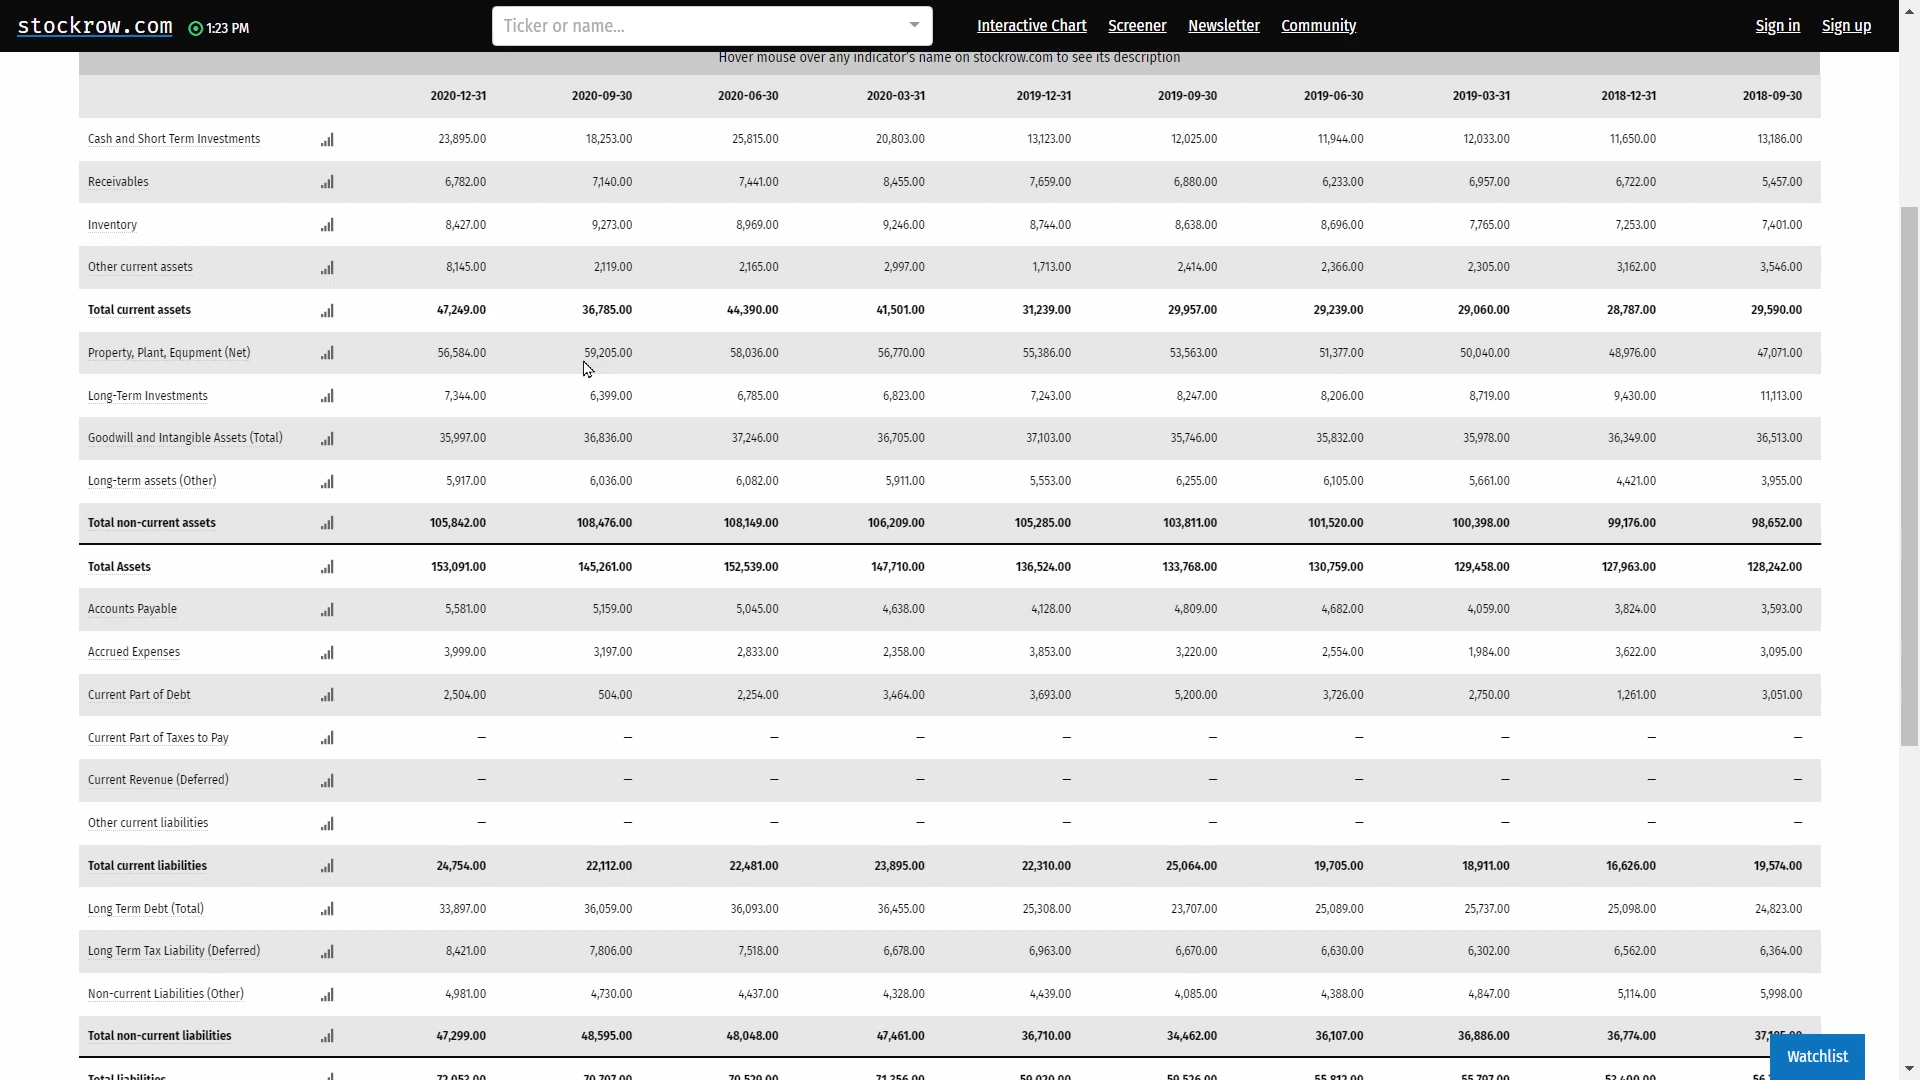 stockrow.com 1:23 PM Ticker or name... Interactive Chart Screener Newsletter Community Sign in Sign up
Hover mouse over any indicator's name on stockrow.com to see its description
2020-12-31 2020-09-30 2020-06-30 2020-03-31 2019-12-31 2019-09-30 2019-06-30 2019-03-31 2018-12-31 2018-09-30
Cash and Short Term Investments 23,895.00 18,253.00 25,815.00 20,803.00 13,123.00 12,025.00 11,944.00 12,033.00 11,650.00 13,186.00
Receivables 6,782.00 7,140.00 7,441.00 8,455.00 7,659.00 6,880.00 6,233.00 6,957.00 6,722.00 5,457.00
Inventory 8,427.00 9,273.00 8,969.00 9,246.00 8,744.00 8,638.00 8,696.00 7,765.00 7,253.00 7,401.00
Other current assets 8,145.00 2,119.00 2,165.00 2,997.00 1,713.00 2,414.00 2,366.00 2,305.00 3,162.00 3,546.00
Total current assets 47,249.00 36,785.00 44,390.00 41,501.00 31,239.00 29,957.00 29,239.00 29,060.00 28,787.00 29,590.00
Property, Plant, Equpment (Net) 56,584.00 59,205.00 58,036.00 56,770.00 55,386.00 53,563.00 51,377.00 50,040.00 48,976.00 47,071.00
Long-Term Investments 7,344.00 6,399.00 6,785.00 6,823.00 7,243.00 8,247.00 8,206.00 8,719.00 9,430.00 11,113.00
Goodwill and Intangible Assets (Total) 35,997.00 36,836.00 37,246.00 36,705.00 37,103.00 35,746.00 35,832.00 35,978.00 36,349.00 36,513.00
Long-term assets (Other) 5,917.00 6,036.00 6,082.00 5,911.00 5,553.00 6,255.00 6,105.00 5,661.00 4,421.00 3,955.00
Total non-current assets 105,842.00 108,476.00 108,149.00 106,209.00 105,285.00 103,811.00 101,520.00 100,398.00 99,176.00 98,652.00
Total Assets 153,091.00 145,261.00 152,539.00 147,710.00 136,524.00 133,768.00 130,759.00 129,458.00 127,963.00 128,242.00
Accounts Payable 5,581.00 5,159.00 5,045.00 4,638.00 4,128.00 4,809.00 4,682.00 4,059.00 3,824.00 3,593.00
Accrued Expenses 3,999.00 3,197.00 2,833.00 2,358.00 3,853.00 3,220.00 2,554.00 1,984.00 3,622.00 3,095.00
Current Part of Debt 2,504.00 504.00 2,254.00 3,464.00 3,693.00 5,200.00 3,726.00 2,750.00 1,261.00 3,051.00
Current Part of Taxes to Pay – – – – – – – – – –
Current Revenue (Deferred) – – – – – – – – – –
Other current liabilities – – – – – – – – – –
Total current liabilities 24,754.00 22,112.00 22,481.00 23,895.00 22,310.00 25,064.00 19,705.00 18,911.00 16,626.00 19,574.00
Long Term Debt (Total) 33,897.00 36,059.00 36,093.00 36,455.00 25,308.00 23,707.00 25,089.00 25,737.00 25,098.00 24,823.00
Long Term Tax Liability (Deferred) 8,421.00 7,806.00 7,518.00 6,678.00 6,963.00 6,670.00 6,630.00 6,302.00 6,562.00 6,364.00
Non-current Liabilities (Other) 4,981.00 4,730.00 4,437.00 4,328.00 4,439.00 4,085.00 4,388.00 4,847.00 5,114.00 5,998.00
Total non-current liabilities 47,299.00 48,595.00 48,048.00 47,461.00 36,710.00 34,462.00 36,107.00 36,886.00 36,774.00
Watchlist
Total liabilities 72,053.00 70,707.00 70,529.00 71,356.00 59,020.00 59,526.00 55,812.00 55,797.00 53,400.00